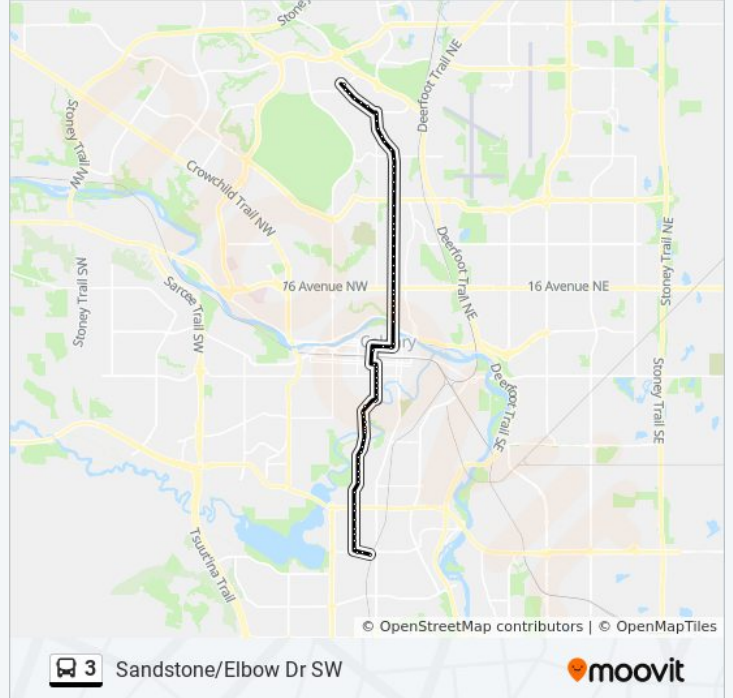 Stoney
Deerfoot Trail NE
Stoney Trail NW
Crowchild Trail NW
Stoney Trail NE
Deerfoot Trail NE
Stoney Trail SW
Sarcee Trail SW
16 Avenue NW
16 Avenue NE
Calgary
Deerfoot Trail SE
Stoney Trail SE
Tsuut'ina Trail
© OpenStreetMap contributors | © OpenMapTiles
3 Sandstone/Elbow Dr SW
moovit